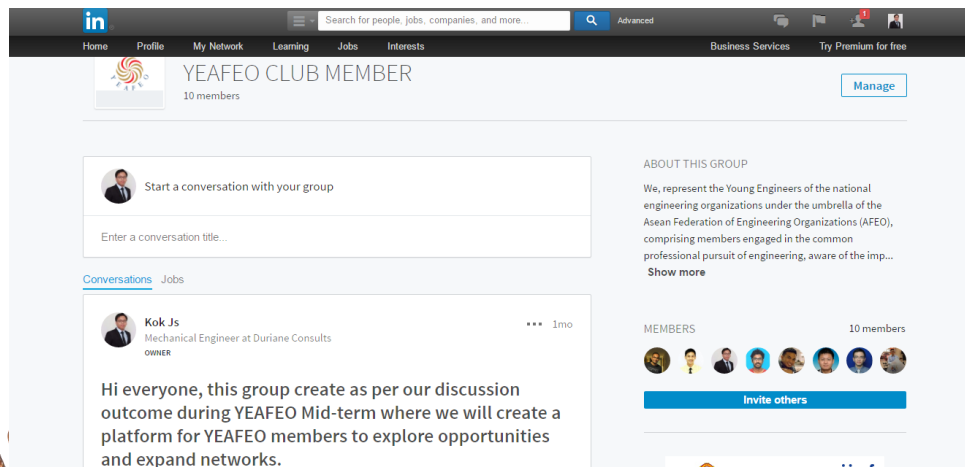 in
Search for people, jobs, companies, and more...
Advanced
1
Home Profile My Network Learning Jobs Interests Business Services Try Premium for free
YEAFEO
YEAFEO CLUB MEMBER
10 members
Manage
Start a conversation with your group
Enter a conversation title...
Conversations Jobs
Kok Js
Mechanical Engineer at Duriane Consults
OWNER
1mo
Hi everyone, this group create as per our discussion
outcome during YEAFEO Mid-term where we will create a
platform for YEAFEO members to explore opportunities
and expand networks.
ABOUT THIS GROUP
We, represent the Young Engineers of the national
engineering organizations under the umbrella of the
Asean Federation of Engineering Organizations (AFEO),
comprising members engaged in the common
professional pursuit of engineering, aware of the imp...
Show more
MEMBERS 10 members
Invite others